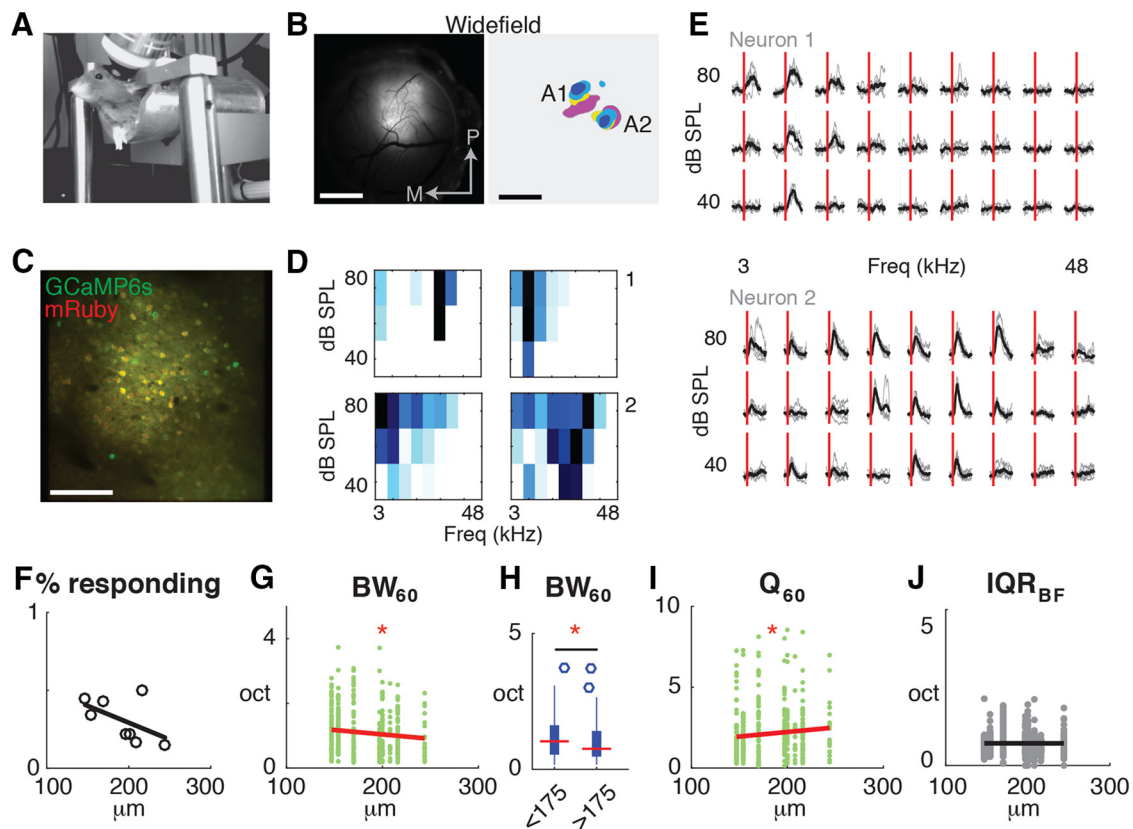 A
B
Widefield
A1
A2
P
M
C
GCaMP6s
mRuby
D
80
dB SPL
40
1
80
dB SPL
40
2
3
48
3
48
Freq (kHz)
E
Neuron 1
80
dB SPL
40
3
Freq (kHz)
48
Neuron 2
80
dB SPL
40
F
% responding
1
0
100
200
300
μm
G
BW60
*
4
oct
0
100
200
300
μm
H
BW60
*
5
oct
0
<175
>175
I
Q60
*
10
5
0
100
200
300
μm
J
IQRBF
5
oct
0
100
200
300
μm